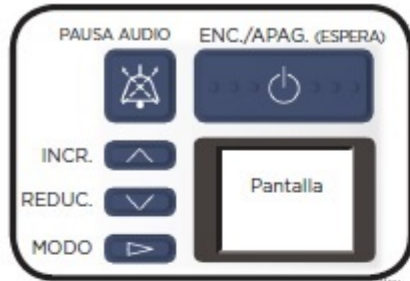 PAUSA AUDIO
ENC./APAG. (ESPERA)
INCR.
REDUC.
MODO
Pantalla